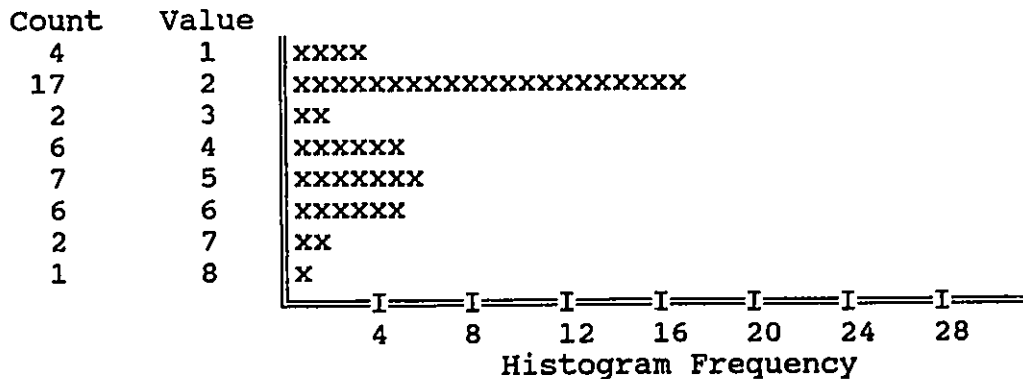 Count Value
4 1 xxxx
17 2 xxxxxxxxxxxxxxxxxxxxx
2 3 xx
6 4 xxxxxx
7 5 xxxxxxx
6 6 xxxxxx
2 7 xx
1 8 x
I I I I I I I
4 8 12 16 20 24 28
Histogram Frequency